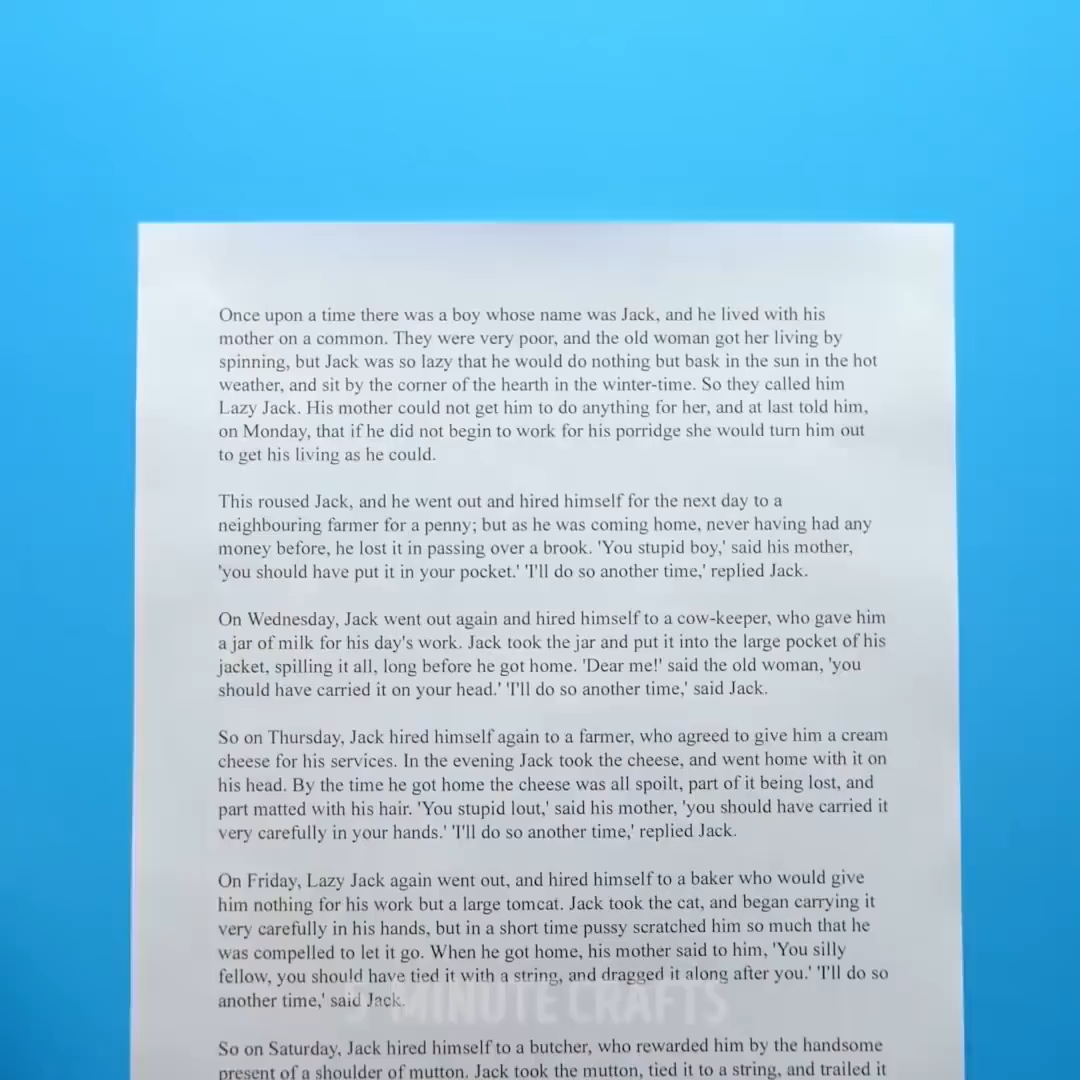 Once upon a time there was a boy whose name was Jack, and he lived with his
mother on a common. They were very poor, and the old woman got her living by
spinning, but Jack was so lazy that he would do nothing but bask in the sun in the hot
weather, and sit by the corner of the hearth in the winter-time. So they called him
Lazy Jack. His mother could not get him to do anything for her, and at last told him,
on Monday, that if he did not begin to work for his porridge she would turn him out
to get his living as he could.
This roused Jack, and he went out and hired himself for the next day to a
neighbouring farmer for a penny; but as he was coming home, never having had any
money before, he lost it in passing over a brook. 'You stupid boy,' said his mother,
'you should have put it in your pocket.' 'I'll do so another time,' replied Jack.
On Wednesday, Jack went out again and hired himself to a cow-keeper, who gave him
a jar of milk for his day's work. Jack took the jar and put it into the large pocket of his
jacket, spilling it all, long before he got home. 'Dear me!' said the old woman, 'you
should have carried it on your head.' 'I'll do so another time,' said Jack.
So on Thursday, Jack hired himself again to a farmer, who agreed to give him a cream
cheese for his services. In the evening Jack took the cheese, and went home with it on
his head. By the time he got home the cheese was all spoilt, part of it being lost, and
part matted with his hair. 'You stupid lout,' said his mother, 'you should have carried it
very carefully in your hands.' 'I'll do so another time,' replied Jack.
On Friday, Lazy Jack again went out, and hired himself to a baker who would give
him nothing for his work but a large tomcat. Jack took the cat, and began carrying it
very carefully in his hands, but in a short time pussy scratched him so much that he
was compelled to let it go. When he got home, his mother said to him, 'You silly
fellow, you should have tied it with a string, and dragged it along after you.' 'I'll do so
another time,' said Jack.
5-MINUTE CRAFTS
So on Saturday, Jack hired himself to a butcher, who rewarded him by the handsome
present of a shoulder of mutton. Jack took the mutton, tied it to a string, and trailed it